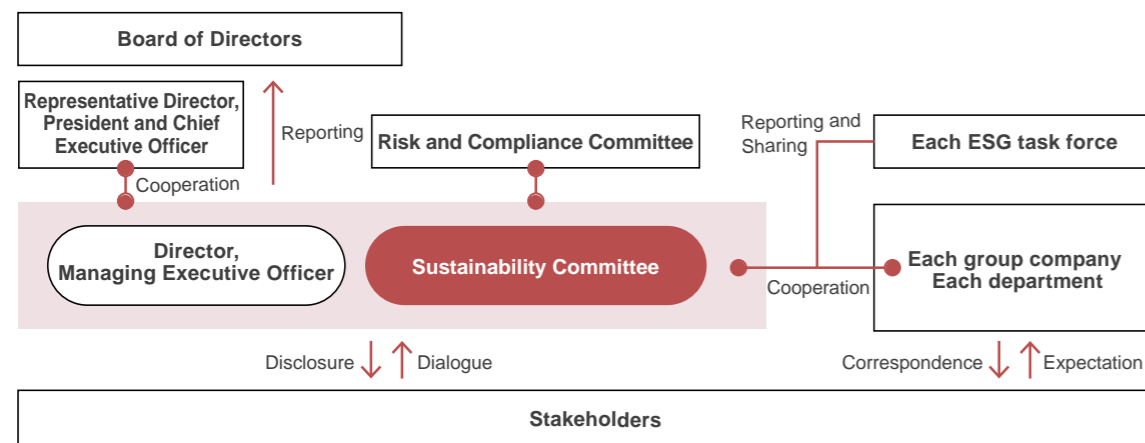 Board of Directors
Representative Director,
President and Chief
Executive Officer
Reporting
Cooperation
Risk and Compliance Committee
Reporting and
Sharing
Each ESG task force
Director,
Managing Executive Officer
Sustainability Committee
Cooperation
Each group company
Each department
Disclosure
Dialogue
Correspondence
Expectation
Stakeholders